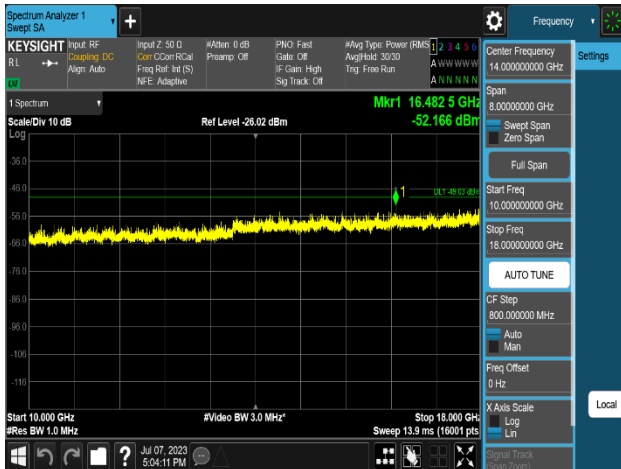 Spectrum Analyzer 1
Swept SA
Frequency
KEYSIGHT
R L
Input: RF
Coupling: DC
Align: Auto
Input Z: 50 Ω
Corr CCorr RCal
Freq Ref: Int (S)
NFE: Adaptive
#Atten: 0 dB
Preamp: Off
PNO: Fast
Gate: Off
IF Gain: High
Sig Track: Off
#Avg Type: Power (RMS
Avg|Hold: 30/30
Trig: Free Run
1 2 3 4 5 6
A W W W W W
A N N N N N
1 Spectrum
Scale/Div 10 dB
Ref Level -26.02 dBm
Mkr1 16.482 5 GHz
-52.166 dBm
Log
-36.0
-46.0
-56.0
-66.0
-76.0
-86.0
-96.0
-106
-116
1
DL1 -49.03 dBm
Start 10.000 GHz
#Video BW 3.0 MHz*
Stop 18.000 GHz
#Res BW 1.0 MHz
Sweep 13.9 ms (16001 pts
Jul 07, 2023
5:04:11 PM
Center Frequency
14.000000000 GHz
Settings
Span
8.00000000 GHz
Swept Span
Zero Span
Full Span
Start Freq
10.000000000 GHz
Stop Freq
18.000000000 GHz
AUTO TUNE
CF Step
800.000000 MHz
Auto
Man
Freq Offset
0 Hz
X Axis Scale
Log
Lin
Local
Signal Track
(Span Zoom)